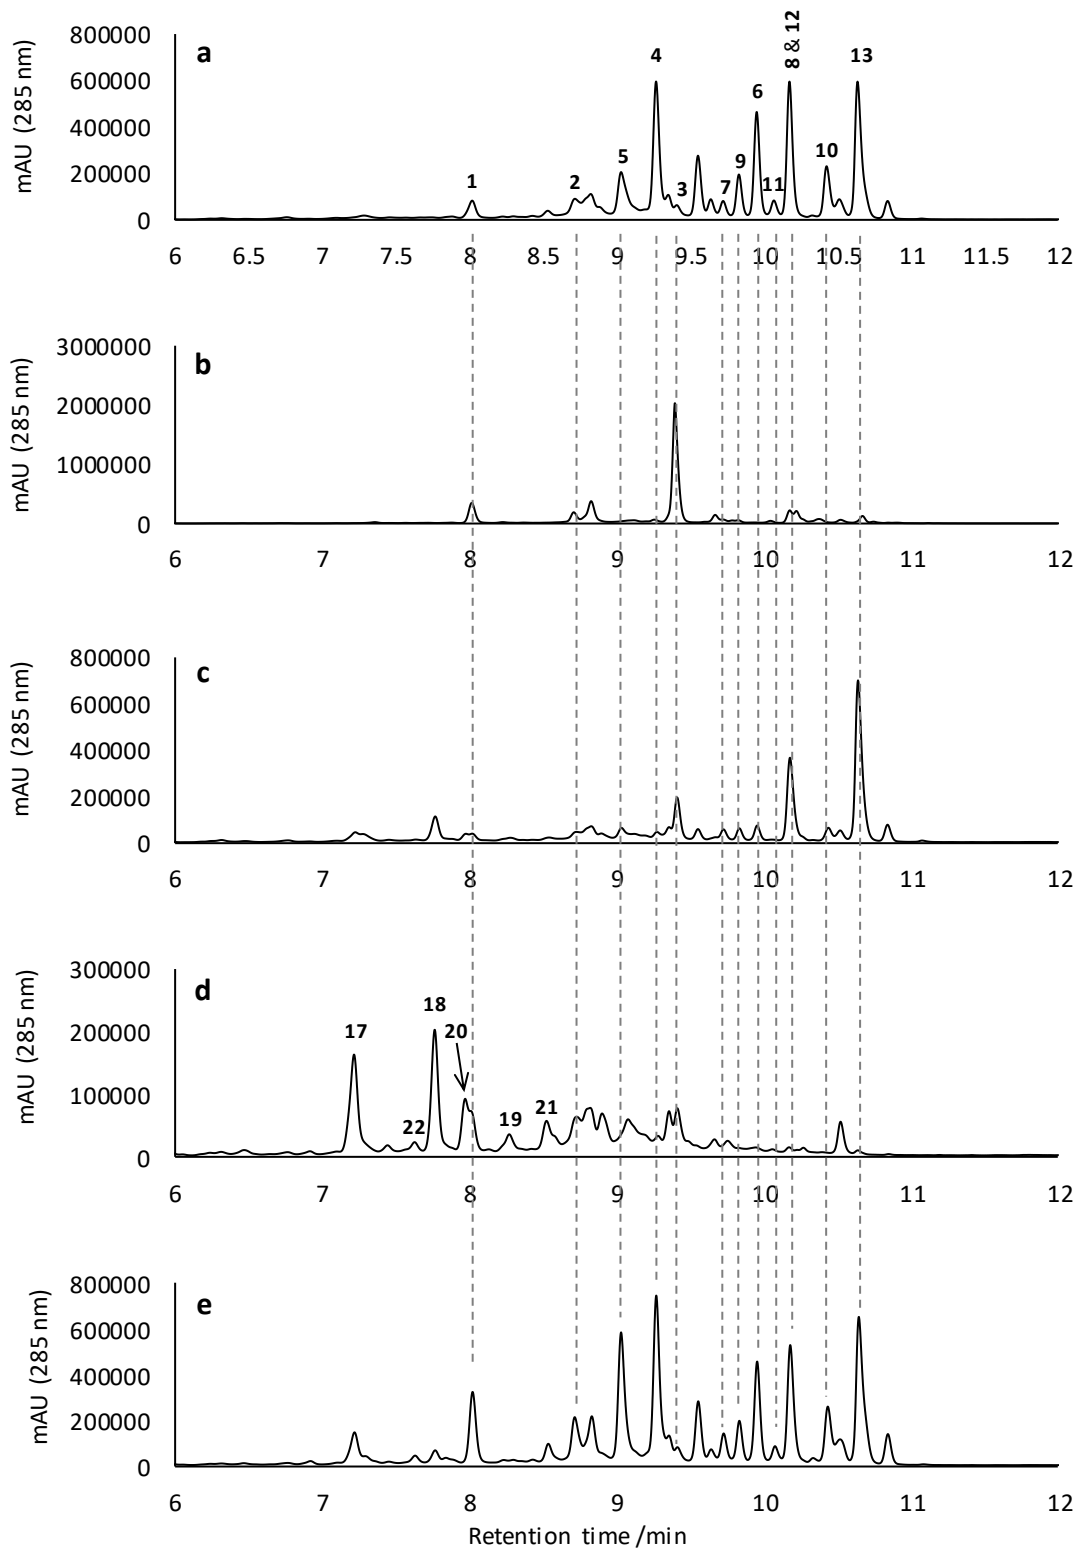 800000
600000
400000
200000
0
mAU (285 nm)
a
1
2
5
4
3
7
9
6
11
8 & 12
10
13
6 6.5 7 7.5 8 8.5 9 9.5 10 10.5 11 11.5 12
3000000
2000000
1000000
0
mAU (285 nm)
b
6 7 8 9 10 11 12
800000
600000
400000
200000
0
mAU (285 nm)
c
6 7 8 9 10 11 12
300000
200000
100000
0
mAU (285 nm)
d
17
22
18
20
19
21
6 7 8 9 10 11 12
800000
600000
400000
200000
0
mAU (285 nm)
e
6 7 8 9 10 11 12
Retention time /min